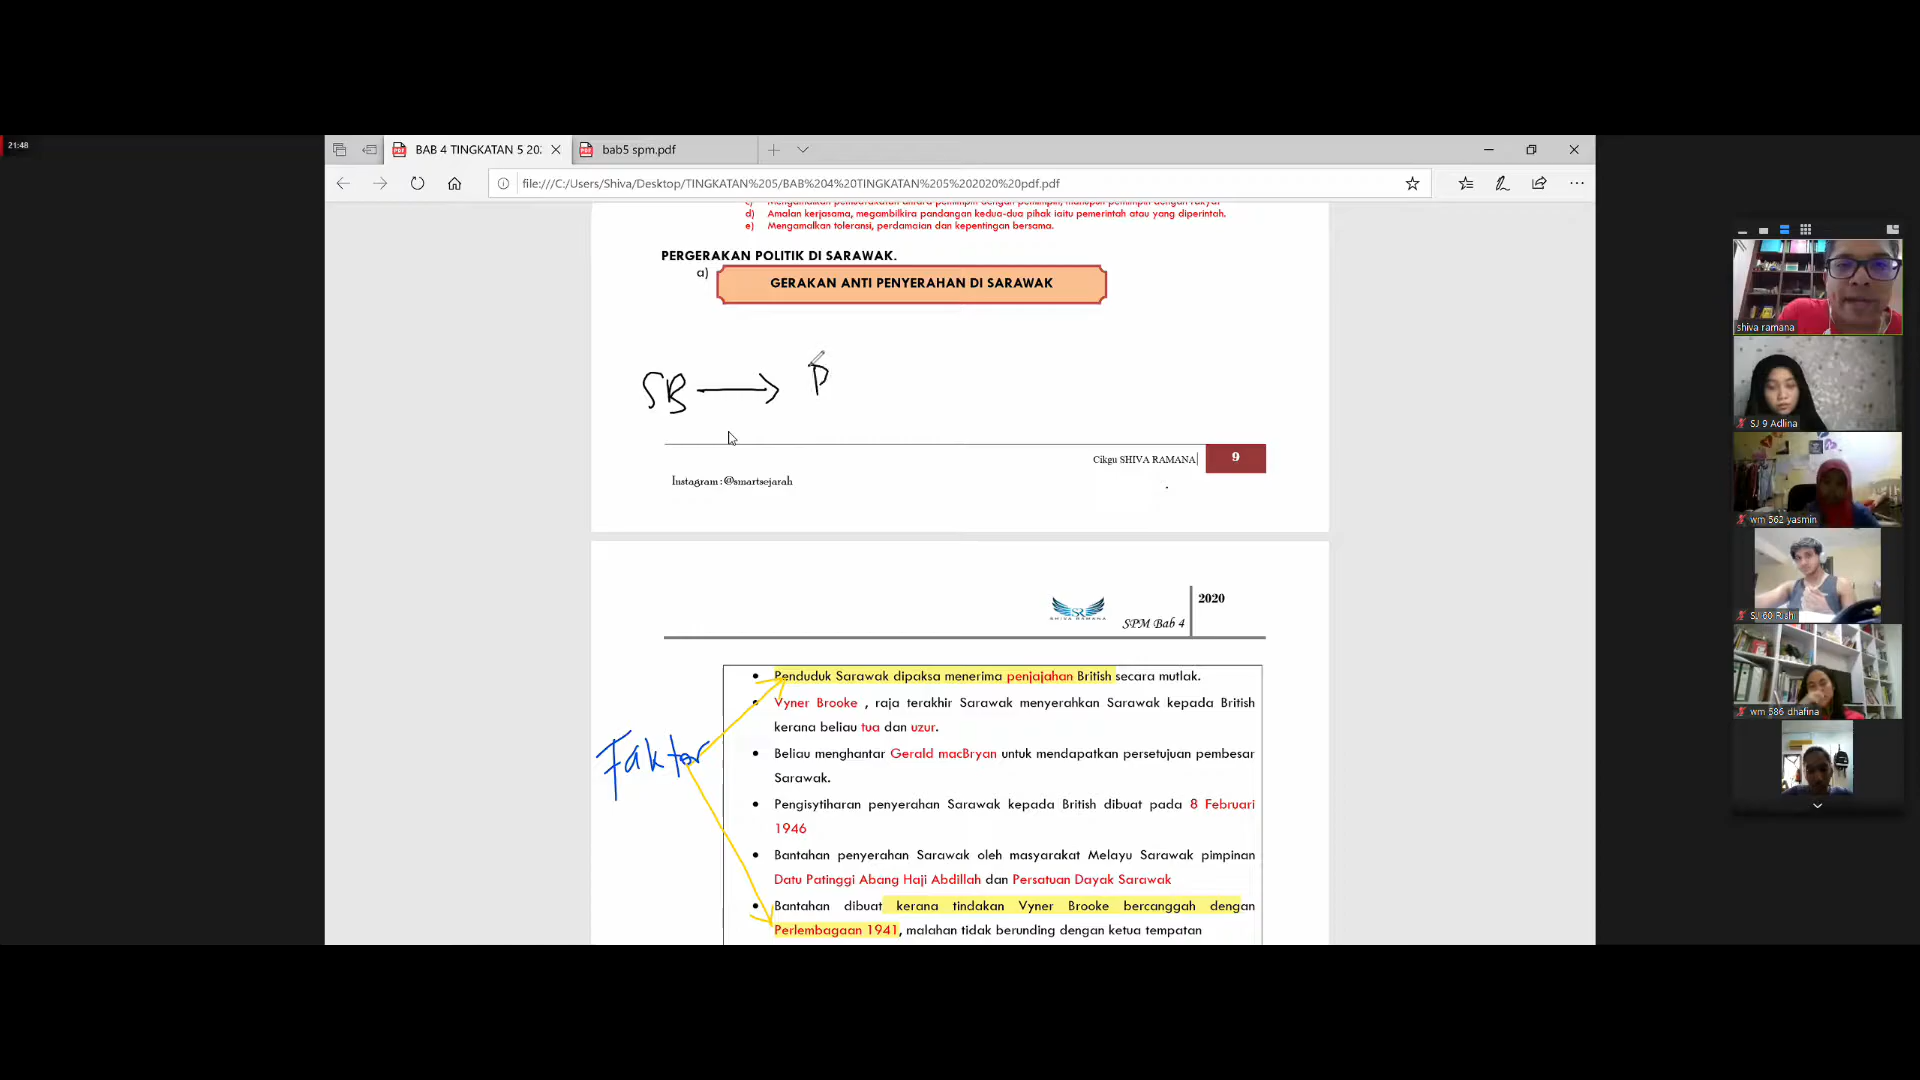 21:48
BAB 4 TINGKATAN 5 202
bab5 spm.pdf
file:///C:/Users/Shiva/Desktop/TINGKATAN%205/BAB%204%20TINGKATAN%205%202020%20pdf.pdf
d) Amalan kerjasama, megambilkira pandangan kedua-dua pihak iaitu pemerintah atau yang diperintah.
e) Mengamalkan toleransi, perdamaian dan kepentingan bersama.
PERGERAKAN POLITIK DI SARAWAK.
a) GERAKAN ANTI PENYERAHAN DI SARAWAK
SB → P
Cikgu SHIVA RAMANA 9
Instagram : @smartsejarah
SR
SHIVA RAMANA
SPM Bab 4
2020
• Penduduk Sarawak dipaksa menerima penjajahan British secara mutlak.
• Vyner Brooke , raja terakhir Sarawak menyerahkan Sarawak kepada British
kerana beliau tua dan uzur.
Faktor
• Beliau menghantar Gerald macBryan untuk mendapatkan persetujuan pembesar
Sarawak.
• Pengisytiharan penyerahan Sarawak kepada British dibuat pada 8 Februari
1946
• Bantahan penyerahan Sarawak oleh masyarakat Melayu Sarawak pimpinan
Datu Patinggi Abang Haji Abdillah dan Persatuan Dayak Sarawak
• Bantahan dibuat kerana tindakan Vyner Brooke bercanggah dengan
Perlembagaan 1941, malahan tidak berunding dengan ketua tempatan
shiva ramana
SJ 9 Adlina
wm 562 yasmin
SJ 60 Rishi
wm 586 dhafina